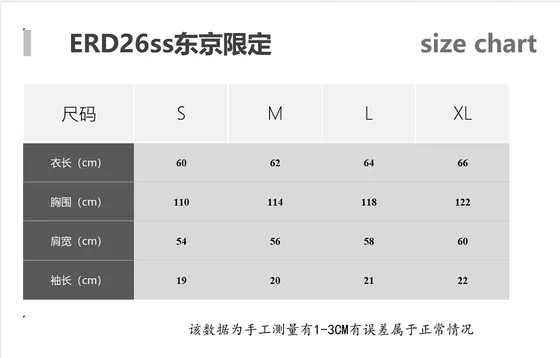 ERD26ss东京限定
size chart
尺码 S M L XL
衣长（cm） 60 62 64 66
胸围（cm） 110 114 118 122
肩宽（cm） 54 56 58 60
袖长（cm） 19 20 21 22
该数据为手工测量有1-3CM有误差属于正常情况